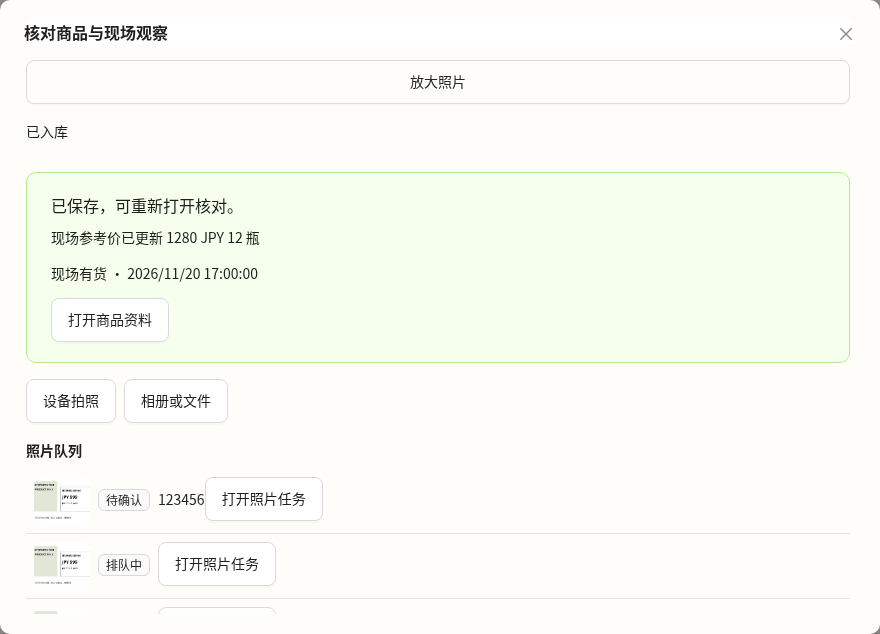 核对商品与现场观察
放大照片
已入库
已保存，可重新打开核对。
现场参考价已更新 1280 JPY 12 瓶
现场有货 · 2026/11/20 17:00:00
打开商品资料
设备拍照 相册或文件
照片队列
JPY 995
待确认 123456 打开照片任务
JPY 995
排队中 打开照片任务